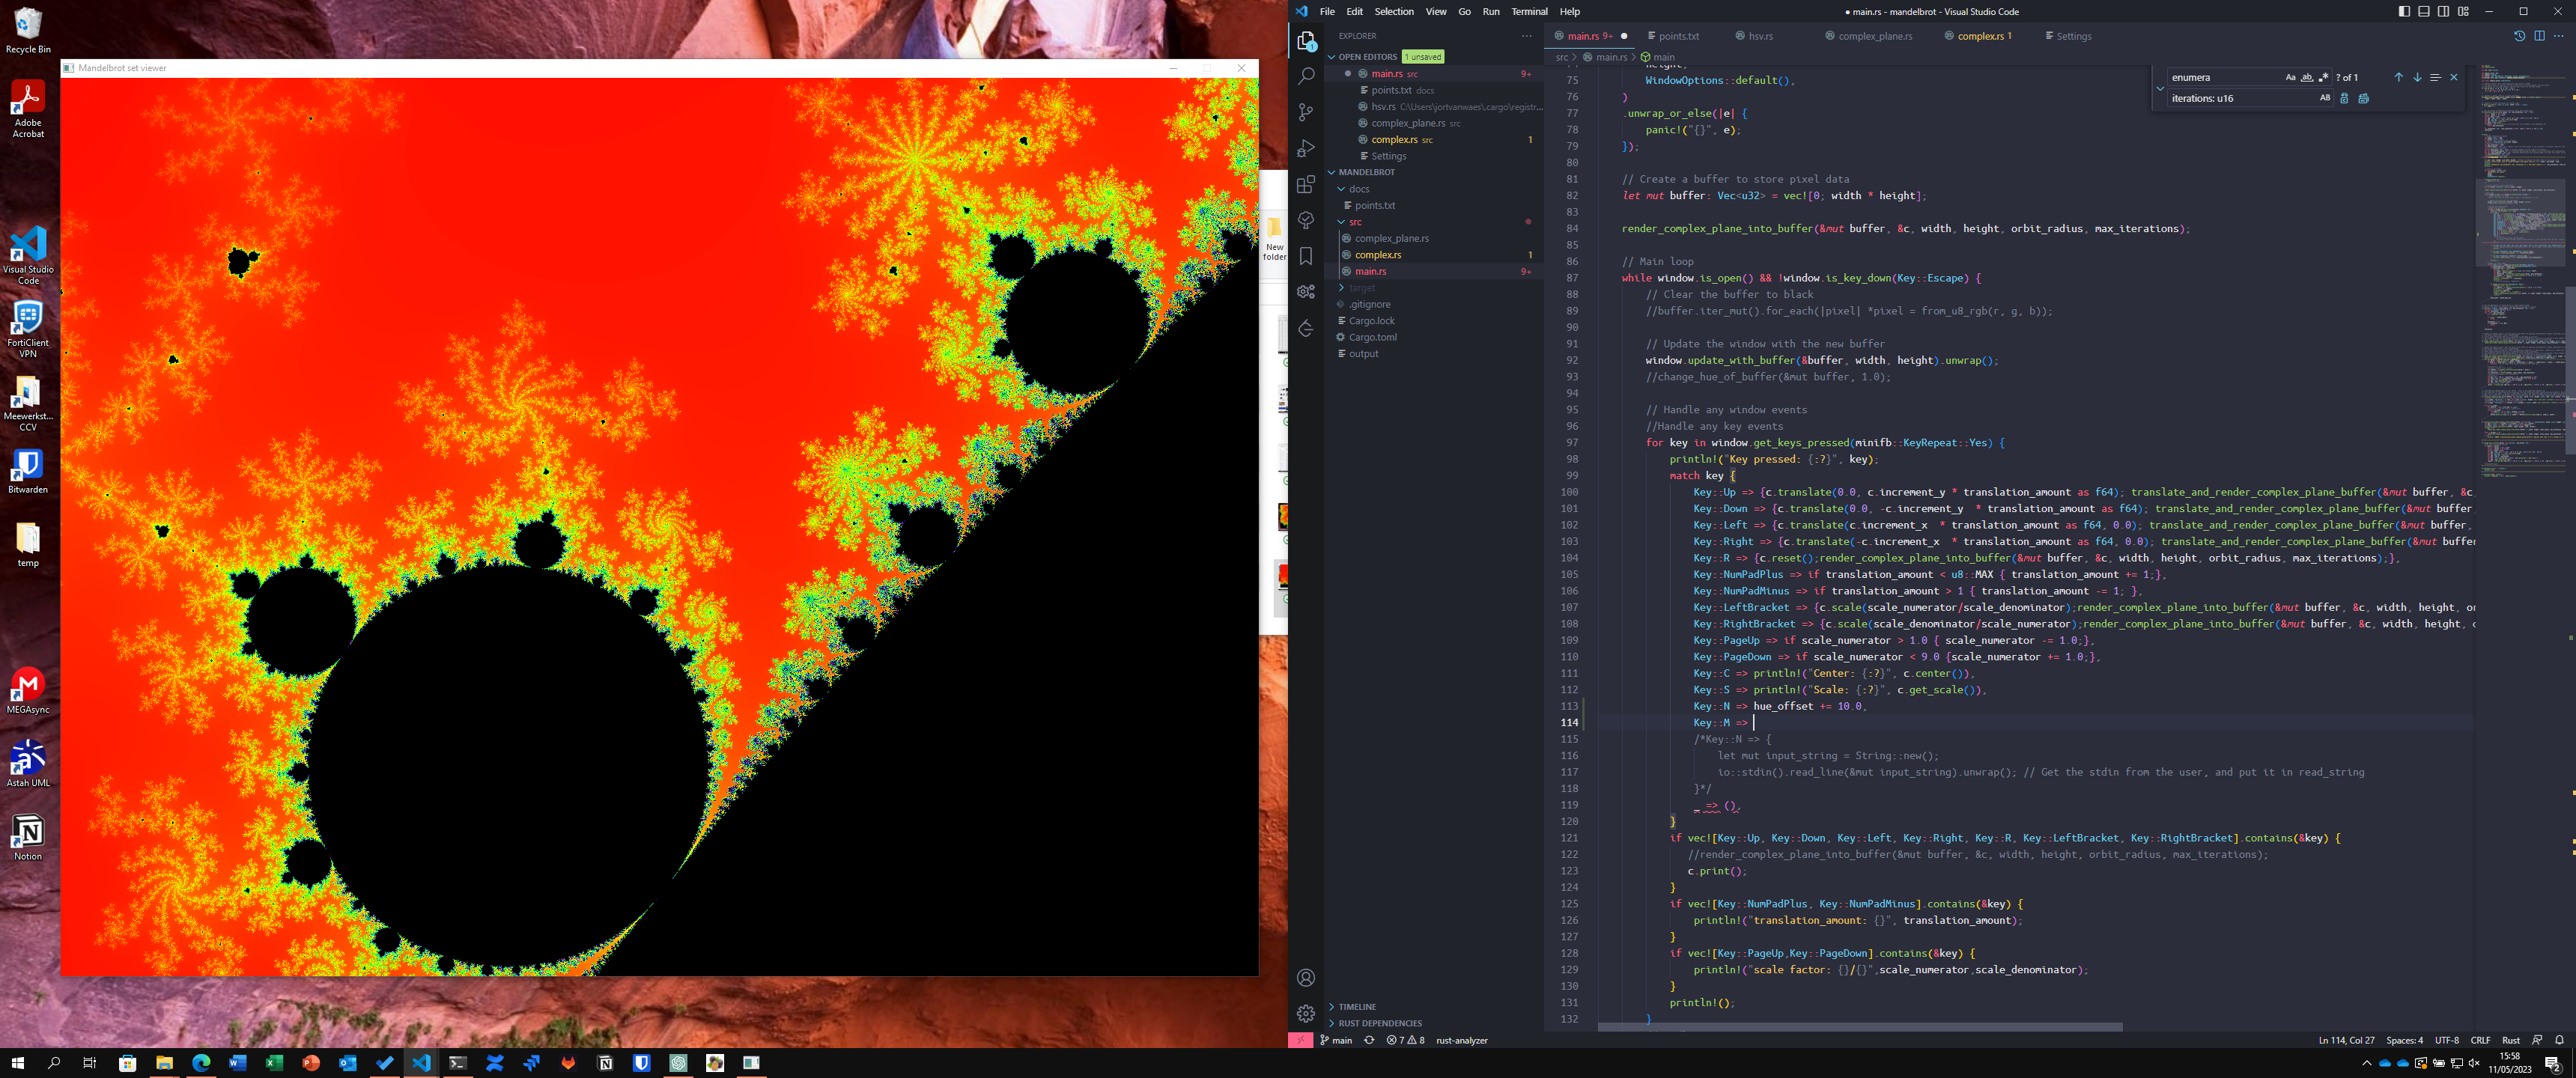 Recycle Bin
Adobe
Acrobat
Visual Studio
Code
FortiClient
VPN
Meewerkst...
CCV
Bitwarden
temp
MEGAsync
Astah UML
Notion
Mandelbrot set viewer
New
folder
File Edit Selection View Go Run Terminal Help
● main.rs - mandelbrot - Visual Studio Code
EXPLORER
OPEN EDITORS 1 unsaved
main.rs src 9+
points.txt docs
hsv.rs C:\Users\jortvanwaes\.cargo\registr...
complex_plane.rs src
complex.rs src 1
Settings
MANDELBROT
docs
points.txt
src
complex_plane.rs
complex.rs 1
main.rs 9+
target
.gitignore
Cargo.lock
Cargo.toml
output
TIMELINE
RUST DEPENDENCIES
main.rs 9+ points.txt hsv.rs complex_plane.rs complex.rs 1 Settings
src > main.rs > main
enumera Aa ab ? of 1
iterations: u16 AB
height,
75 WindowOptions::default(),
76 )
77 .unwrap_or_else(|e| {
78 panic!("{}", e);
79 });
80
81 // Create a buffer to store pixel data
82 let mut buffer: Vec<u32> = vec![0; width * height];
83
84 render_complex_plane_into_buffer(&mut buffer, &c, width, height, orbit_radius, max_iterations);
85
86 // Main loop
87 while window.is_open() && !window.is_key_down(Key::Escape) {
88 // Clear the buffer to black
89 //buffer.iter_mut().for_each(|pixel| *pixel = from_u8_rgb(r, g, b));
90
91 // Update the window with the new buffer
92 window.update_with_buffer(&buffer, width, height).unwrap();
93 //change_hue_of_buffer(&mut buffer, 1.0);
94
95 // Handle any window events
96 //Handle any key events
97 for key in window.get_keys_pressed(minifb::KeyRepeat::Yes) {
98 println!("Key pressed: {:?}", key);
99 match key {
100 Key::Up => {c.translate(0.0, c.increment_y * translation_amount as f64); translate_and_render_complex_plane_buffer(&mut buffer, &c
101 Key::Down => {c.translate(0.0, -c.increment_y  * translation_amount as f64); translate_and_render_complex_plane_buffer(&mut buffer,
102 Key::Left => {c.translate(c.increment_x  * translation_amount as f64, 0.0); translate_and_render_complex_plane_buffer(&mut buffer,
103 Key::Right => {c.translate(-c.increment_x  * translation_amount as f64, 0.0); translate_and_render_complex_plane_buffer(&mut buffer
104 Key::R => {c.reset();render_complex_plane_into_buffer(&mut buffer, &c, width, height, orbit_radius, max_iterations);},
105 Key::NumPadPlus => if translation_amount < u8::MAX { translation_amount += 1;},
106 Key::NumPadMinus => if translation_amount > 1 { translation_amount -= 1; },
107 Key::LeftBracket => {c.scale(scale_numerator/scale_denominator);render_complex_plane_into_buffer(&mut buffer, &c, width, height, or
108 Key::RightBracket => {c.scale(scale_denominator/scale_numerator);render_complex_plane_into_buffer(&mut buffer, &c, width, height, o
109 Key::PageUp => if scale_numerator > 1.0 { scale_numerator -= 1.0;},
110 Key::PageDown => if scale_numerator < 9.0 {scale_numerator += 1.0;},
111 Key::C => println!("Center: {:?}", c.center()),
112 Key::S => println!("Scale: {:?}", c.get_scale()),
113 Key::N => hue_offset += 10.0,
114 Key::M =>
115 /*Key::N => {
116 let mut input_string = String::new();
117 io::stdin().read_line(&mut input_string).unwrap(); // Get the stdin from the user, and put it in read_string
118 }*/
119 _ => (),
120 }
121 if vec![Key::Up, Key::Down, Key::Left, Key::Right, Key::R, Key::LeftBracket, Key::RightBracket].contains(&key) {
122 //render_complex_plane_into_buffer(&mut buffer, &c, width, height, orbit_radius, max_iterations);
123 c.print();
124 }
125 if vec![Key::NumPadPlus, Key::NumPadMinus].contains(&key) {
126 println!("translation_amount: {}", translation_amount);
127 }
128 if vec![Key::PageUp,Key::PageDown].contains(&key) {
129 println!("scale factor: {}/{}",scale_numerator,scale_denominator);
130 }
131 println!();
132 }
main 7 8 rust-analyzer
Ln 114, Col 27 Spaces: 4 UTF-8 CRLF Rust
15:58
11/05/2023
2